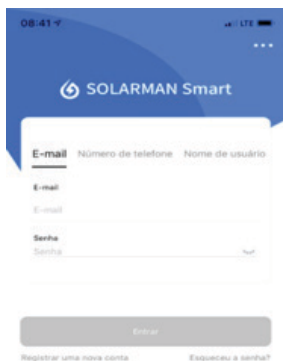 08:41 LTE
SOLARMAN Smart
E-mail Número de telefone Nome de usuário
E-mail
E-mail
Senha
Senha
Entrar
Registrar uma nova conta Esqueceu a senha?